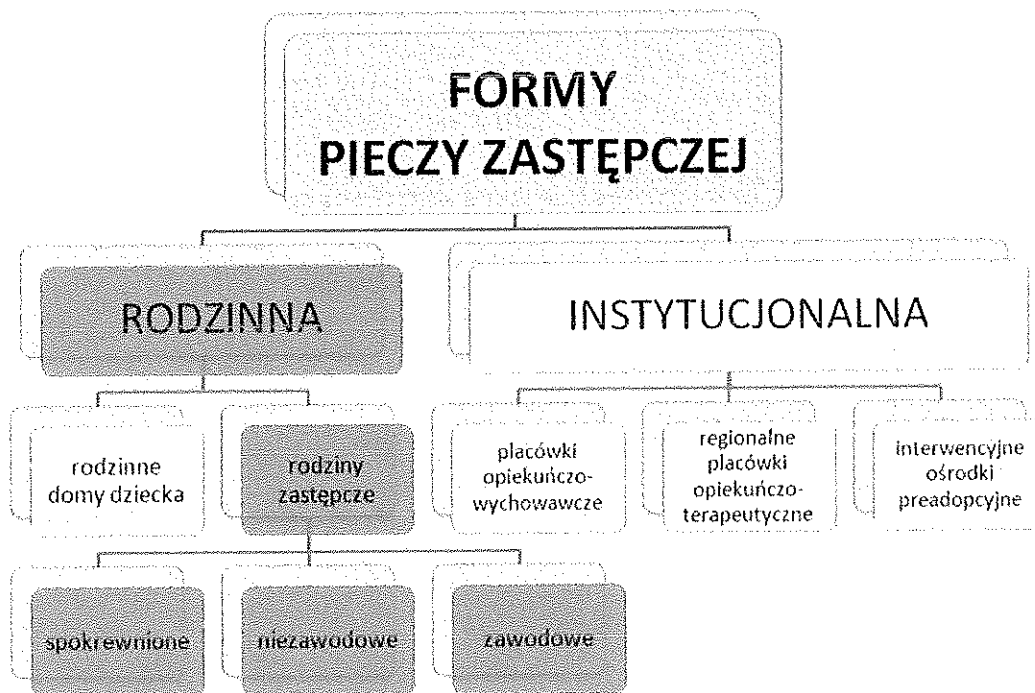 FORMY
PIECZY ZASTĘPCZEJ
RODZINNA
INSTYTUCJONALNA
rodzinne
domy dziecka
rodziny
zastępcze
placówki
opiekuńczo-
wychowawcze
regionalne
placówki
opiekuńczo-
terapeutyczne
interwencyjne
ośrodki
preadopcyjne
spokrewnione
niezawodowe
zawodowe